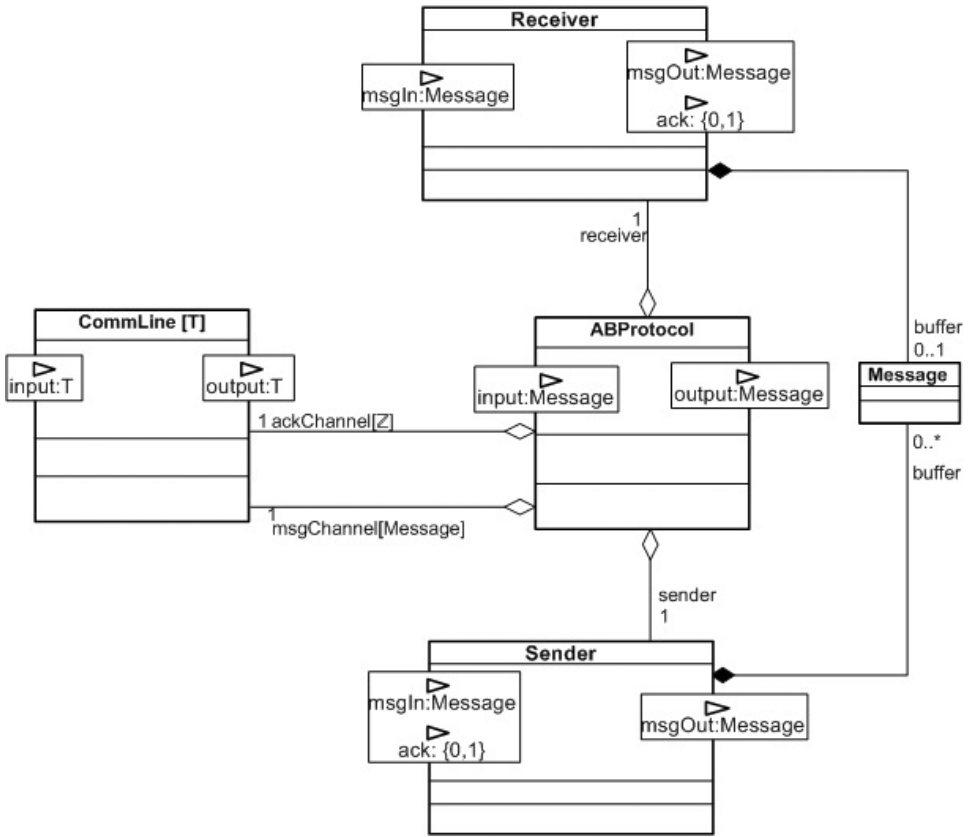 Receiver
msgIn:Message
msgOut:Message
ack: {0,1}
1
receiver
CommLine [T]
input:T
output:T
1 ackChannel[ℤ]
1
msgChannel[Message]
ABProtocol
input:Message
output:Message
buffer
0..1
Message
0..*
buffer
sender
1
Sender
msgIn:Message
ack: {0,1}
msgOut:Message